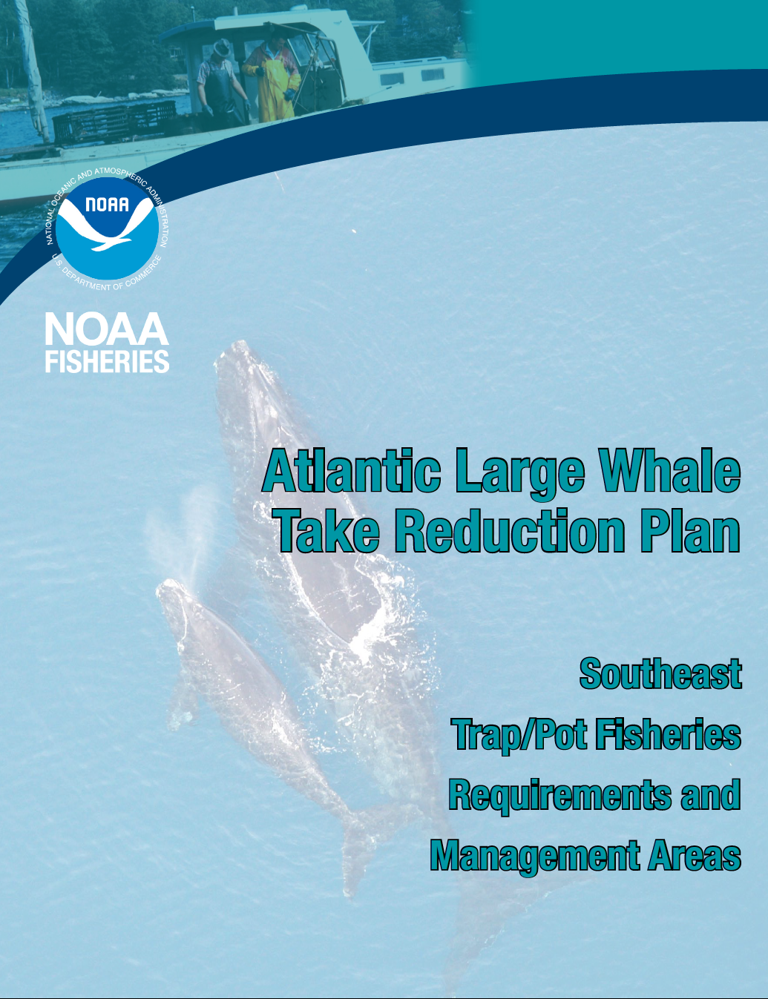 NATIONAL OCEANIC AND ATMOSPHERIC ADMINISTRATION
NOAA
U.S. DEPARTMENT OF COMMERCE
NOAA
FISHERIES
Atlantic Large Whale
Take Reduction Plan
Southeast
Trap/Pot Fisheries
Requirements and
Management Areas